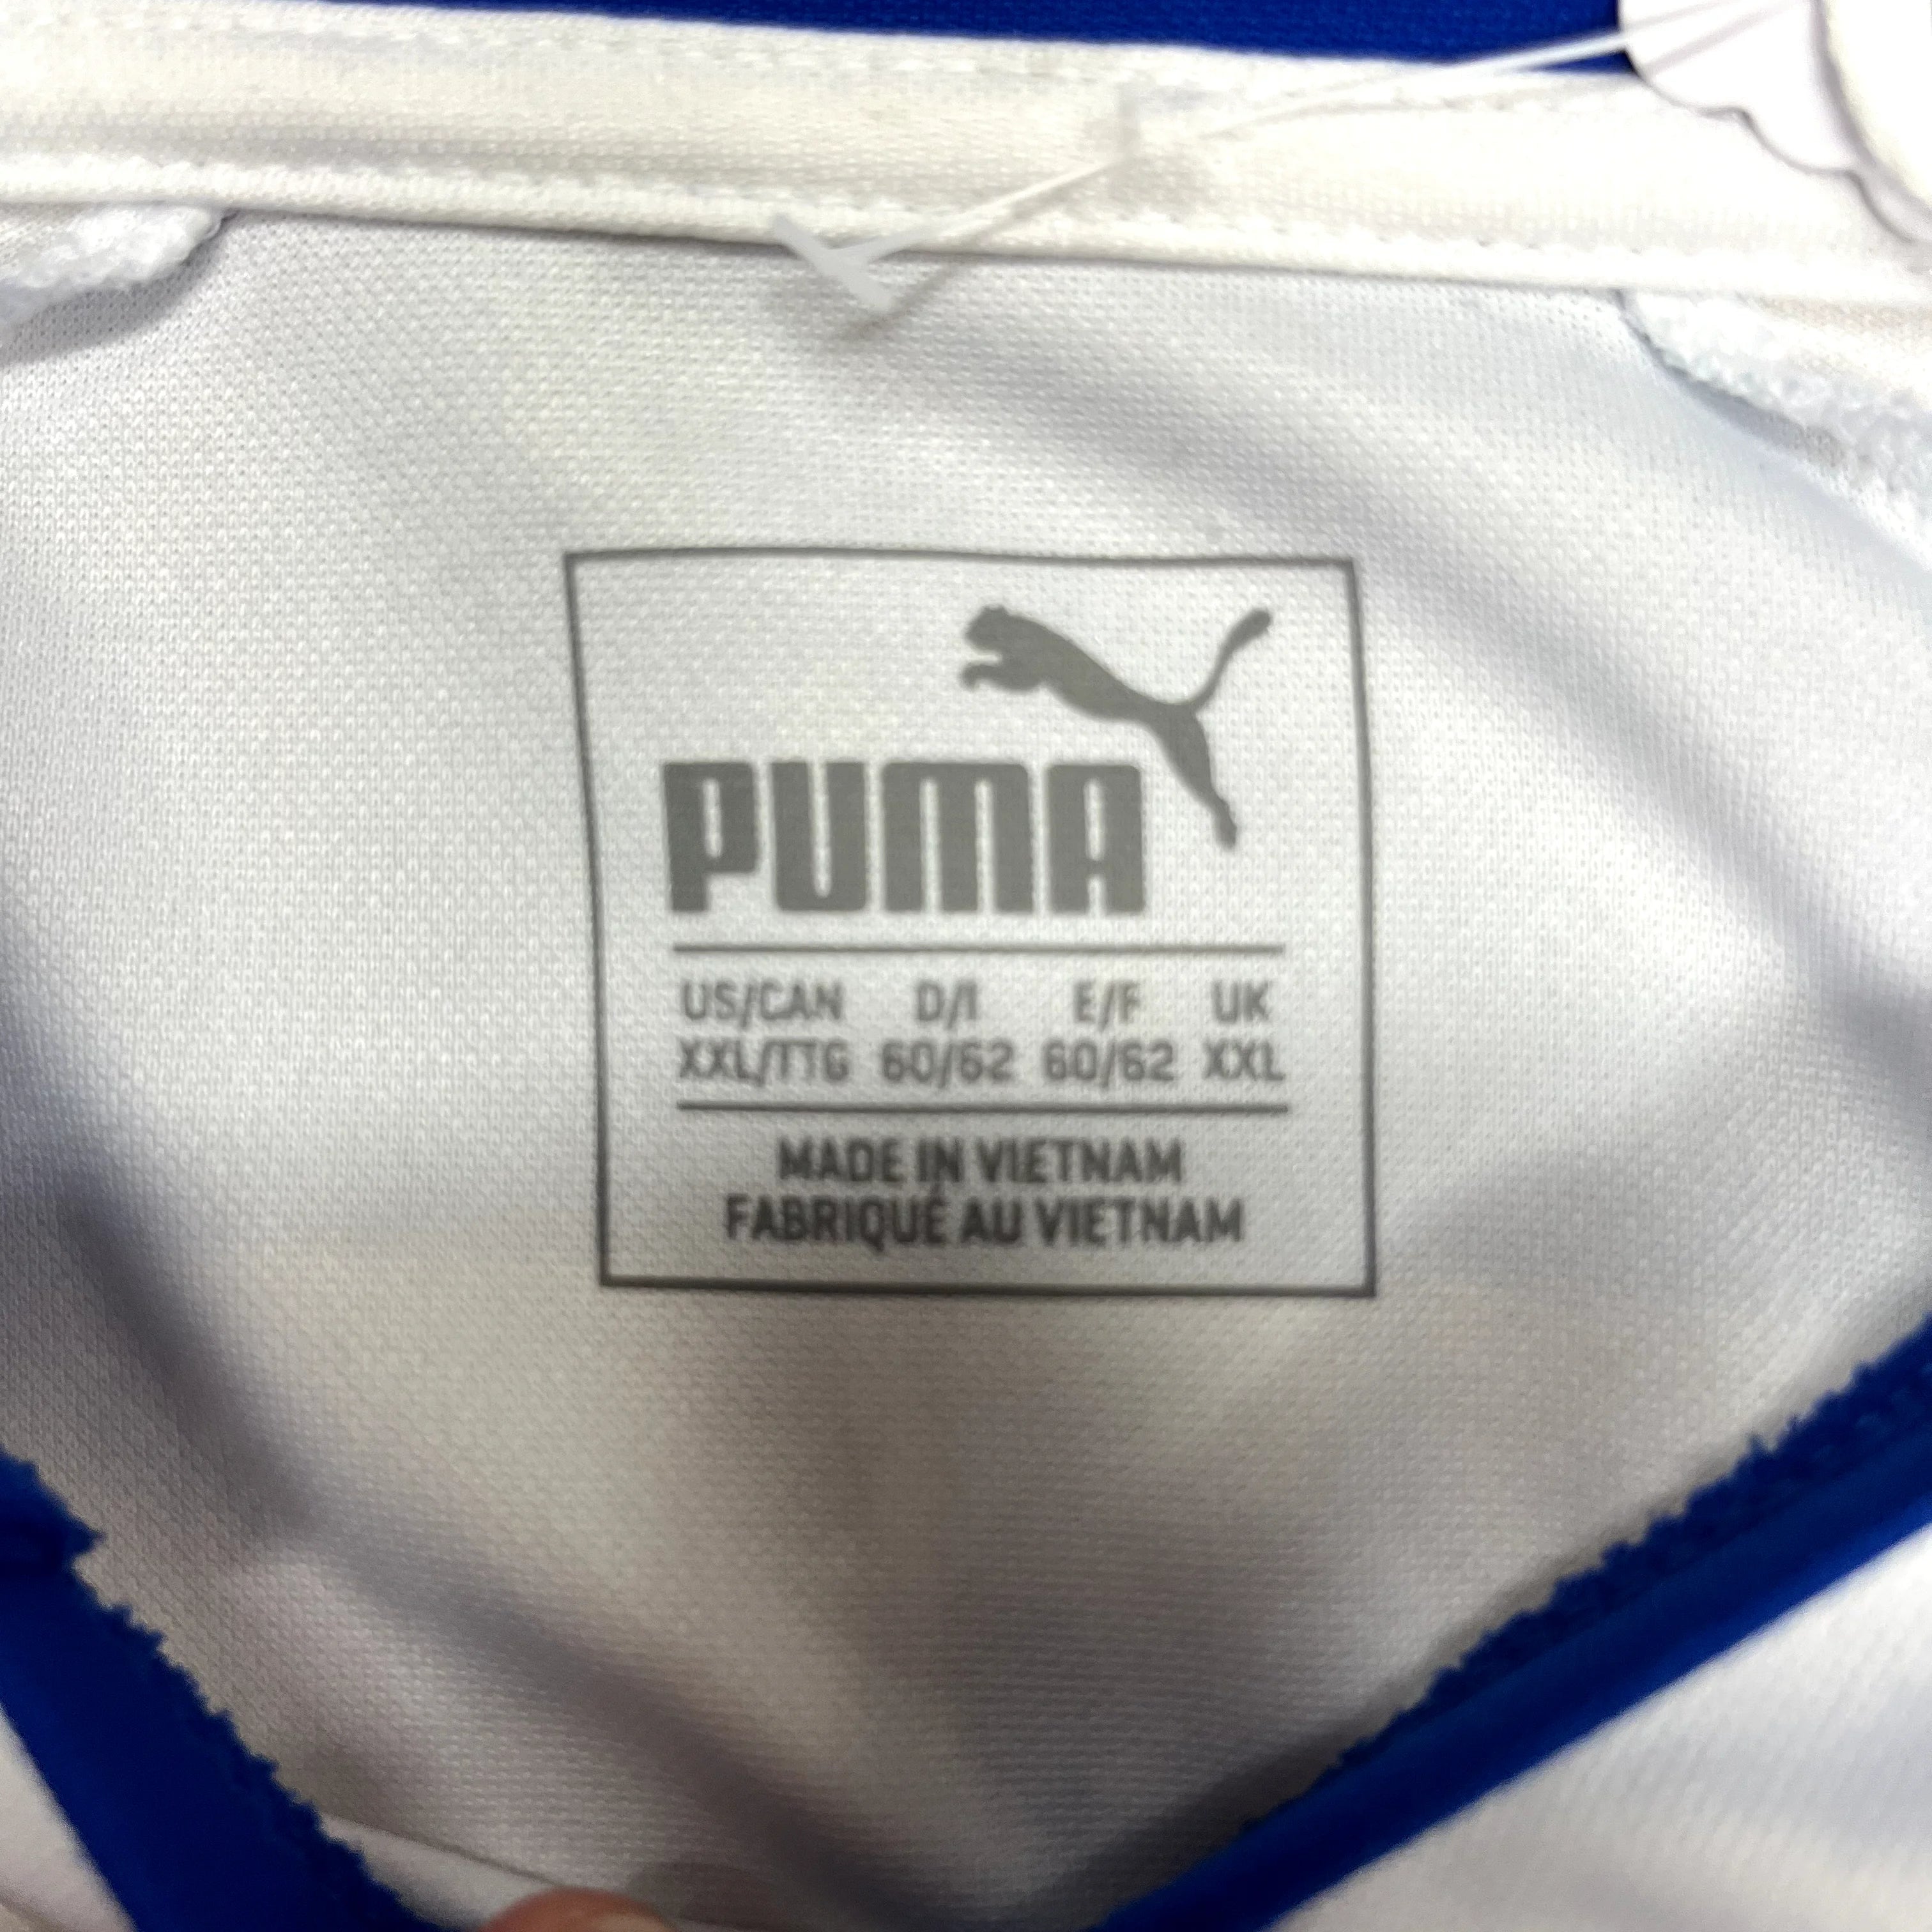 PUMA
US/CAN D/I E/F UK
XXL/TTG 60/62 60/62 XXL
MADE IN VIETNAM
FABRIQUÉ AU VIETNAM